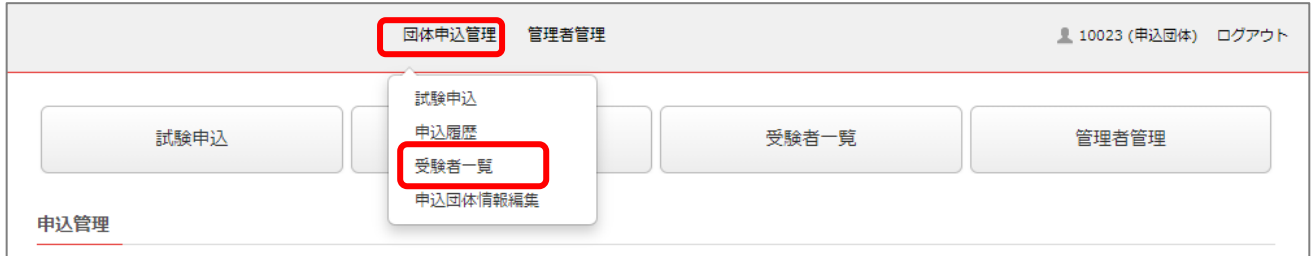 団体申込管理 管理者管理 10023 (申込団体) ログアウト
試験申込
申込履歴
受験者一覧
申込団体情報編集
試験申込 受験者一覧 管理者管理
申込管理